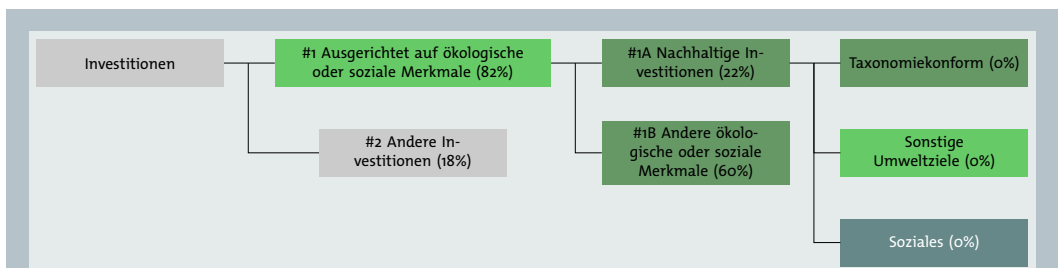 Investitionen
#1 Ausgerichtet auf ökologische
oder soziale Merkmale (82%)
#2 Andere In-
vestitionen (18%)
#1A Nachhaltige In-
vestitionen (22%)
#1B Andere ökolo-
gische oder soziale
Merkmale (60%)
Taxonomiekonform (0%)
Sonstige
Umweltziele (0%)
Soziales (0%)